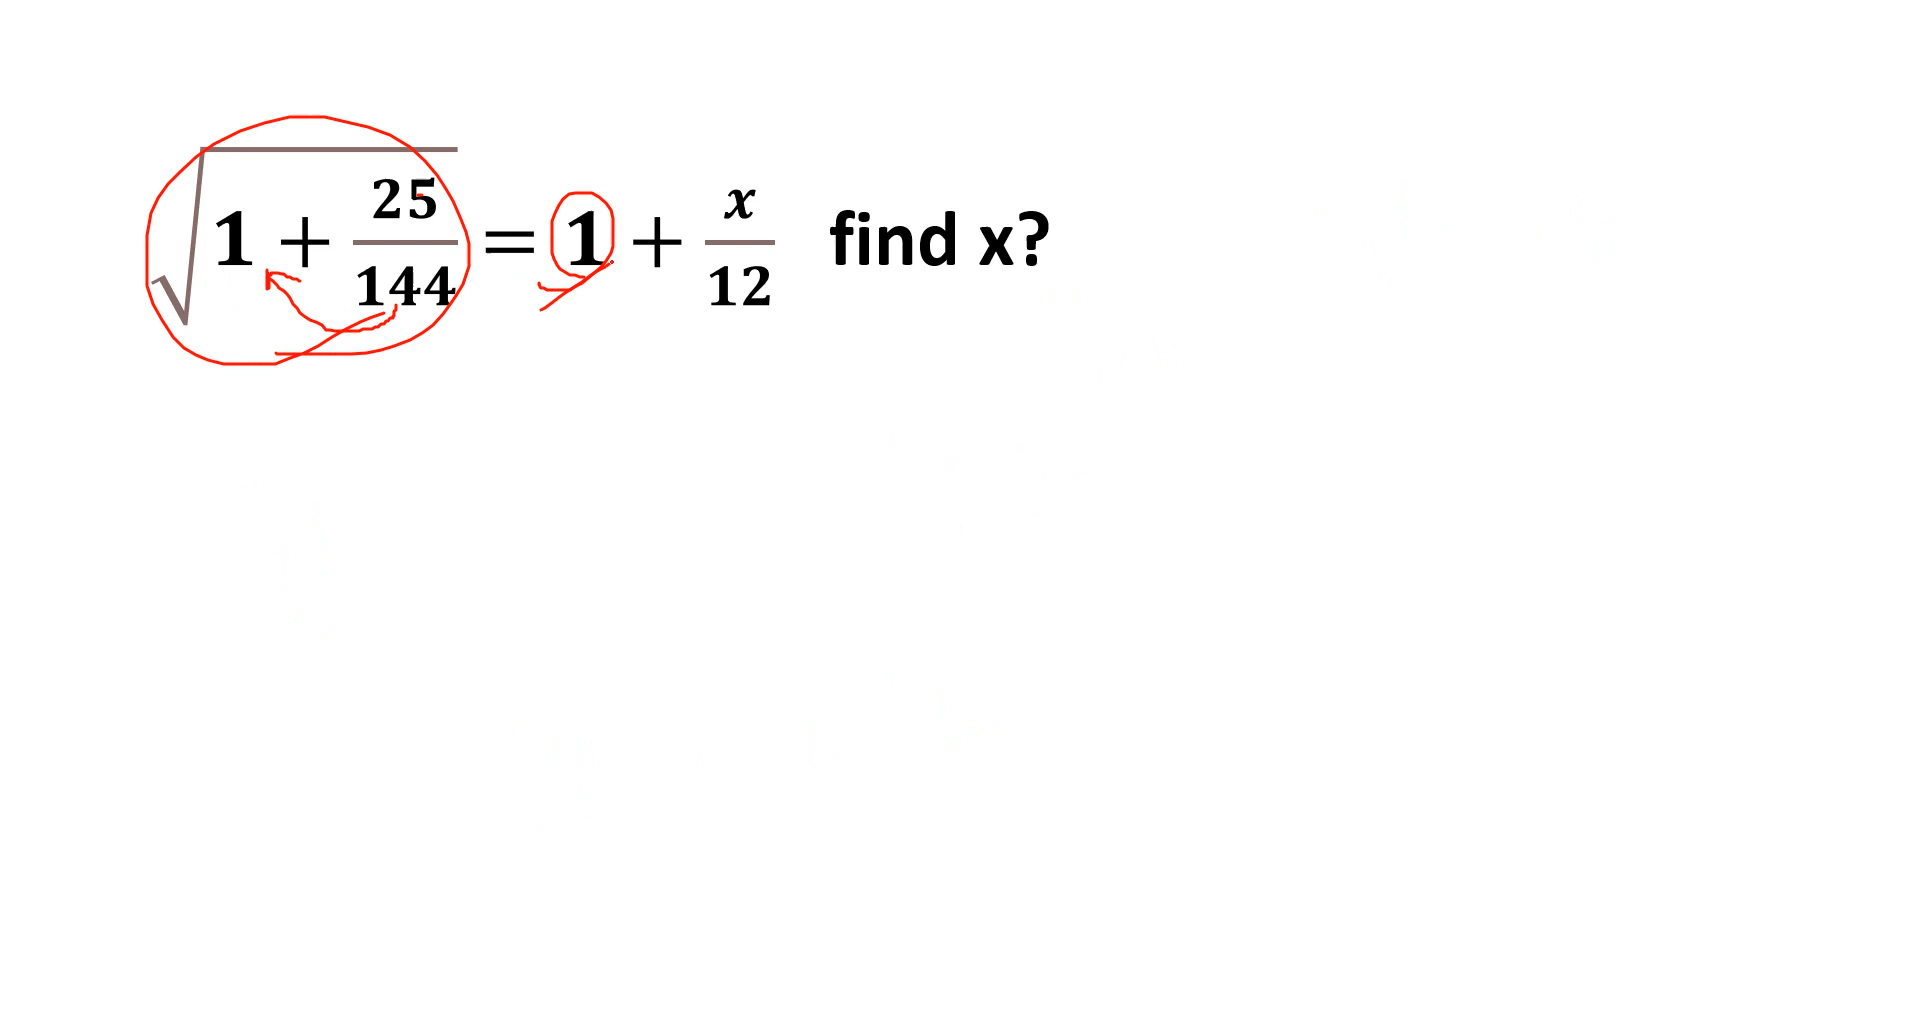 √(1 + 25/144) = 1 + x/12 find x?